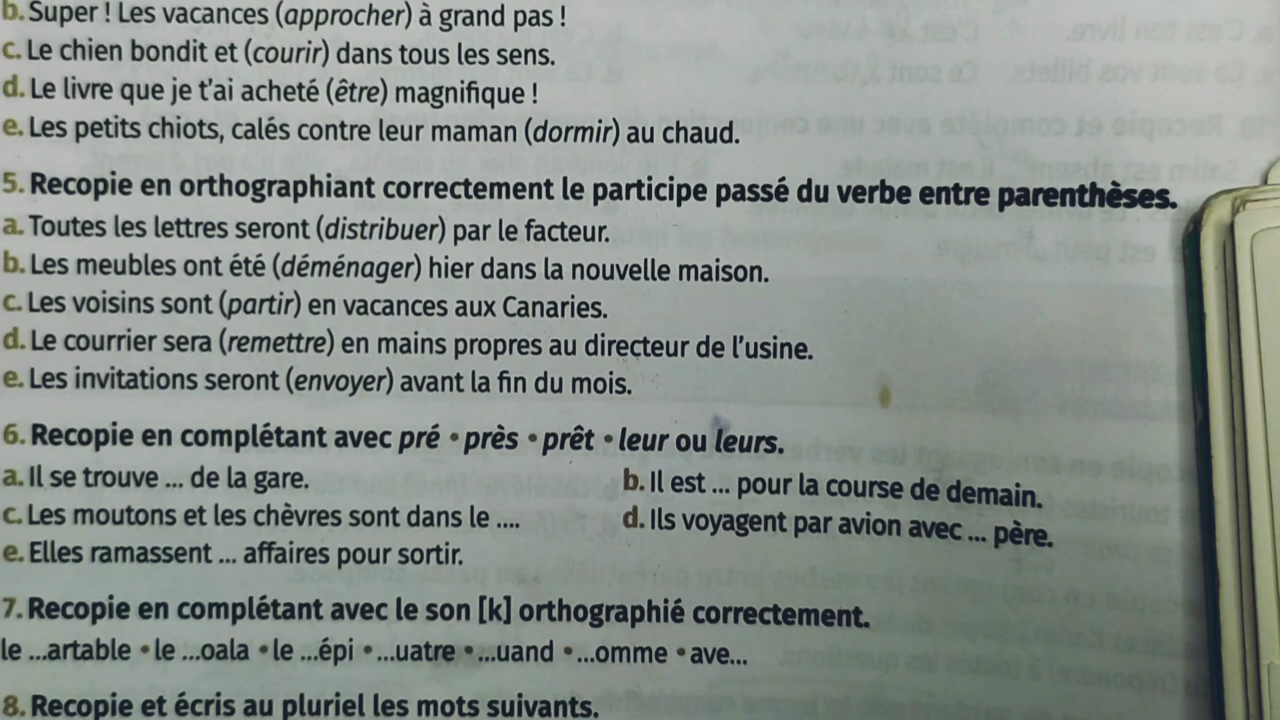 b. Super ! Les vacances (approcher) à grand pas !
c. Le chien bondit et (courir) dans tous les sens.
d. Le livre que je t'ai acheté (être) magnifique !
e. Les petits chiots, calés contre leur maman (dormir) au chaud.
5. Recopie en orthographiant correctement le participe passé du verbe entre parenthèses.
a. Toutes les lettres seront (distribuer) par le facteur.
b. Les meubles ont été (déménager) hier dans la nouvelle maison.
c. Les voisins sont (partir) en vacances aux Canaries.
d. Le courrier sera (remettre) en mains propres au directeur de l'usine.
e. Les invitations seront (envoyer) avant la fin du mois.
6. Recopie en complétant avec pré • près • prêt • leur ou leurs.
a. Il se trouve ... de la gare. b. Il est ... pour la course de demain.
c. Les moutons et les chèvres sont dans le .... d. Ils voyagent par avion avec ... père.
e. Elles ramassent ... affaires pour sortir.
7. Recopie en complétant avec le son [k] orthographié correctement.
le ...artable • le ...oala • le ...épi • ...uatre • ...uand • ...omme • ave...
8. Recopie et écris au pluriel les mots suivants.